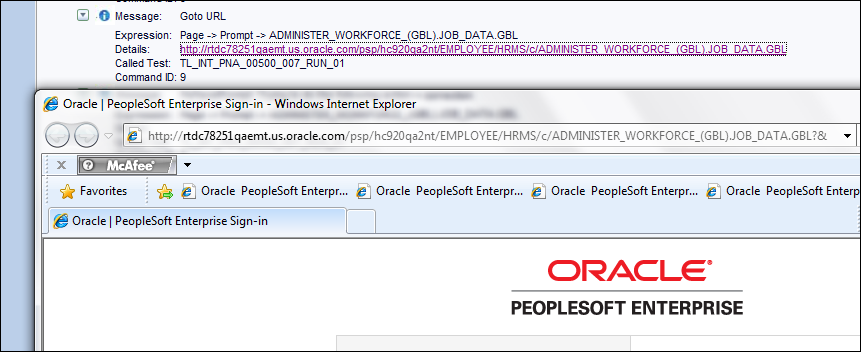 Message: Goto URL
Expression: Page -> Prompt -> ADMINISTER_WORKFORCE_(GBL).JOB_DATA.GBL
Details: http://rtdc78251qaemt.us.oracle.com/psp/hc920qa2nt/EMPLOYEE/HRMS/c/ADMINISTER_WORKFORCE_(GBL).JOB_DATA.GBL
Called Test: TL_INT_PNA_00500_007_RUN_01
Command ID: 9
Oracle | PeopleSoft Enterprise Sign-in - Windows Internet Explorer
http://rtdc78251qaemt.us.oracle.com/psp/hc920qa2nt/EMPLOYEE/HRMS/c/ADMINISTER_WORKFORCE_(GBL).JOB_DATA.GBL?&
x McAfee
Favorites Oracle PeopleSoft Enterpr... Oracle PeopleSoft Enterpr... Oracle PeopleSoft Enterpr... Oracle PeopleSoft Enterpr
Oracle | PeopleSoft Enterprise Sign-in
ORACLE®
PEOPLESOFT ENTERPRISE